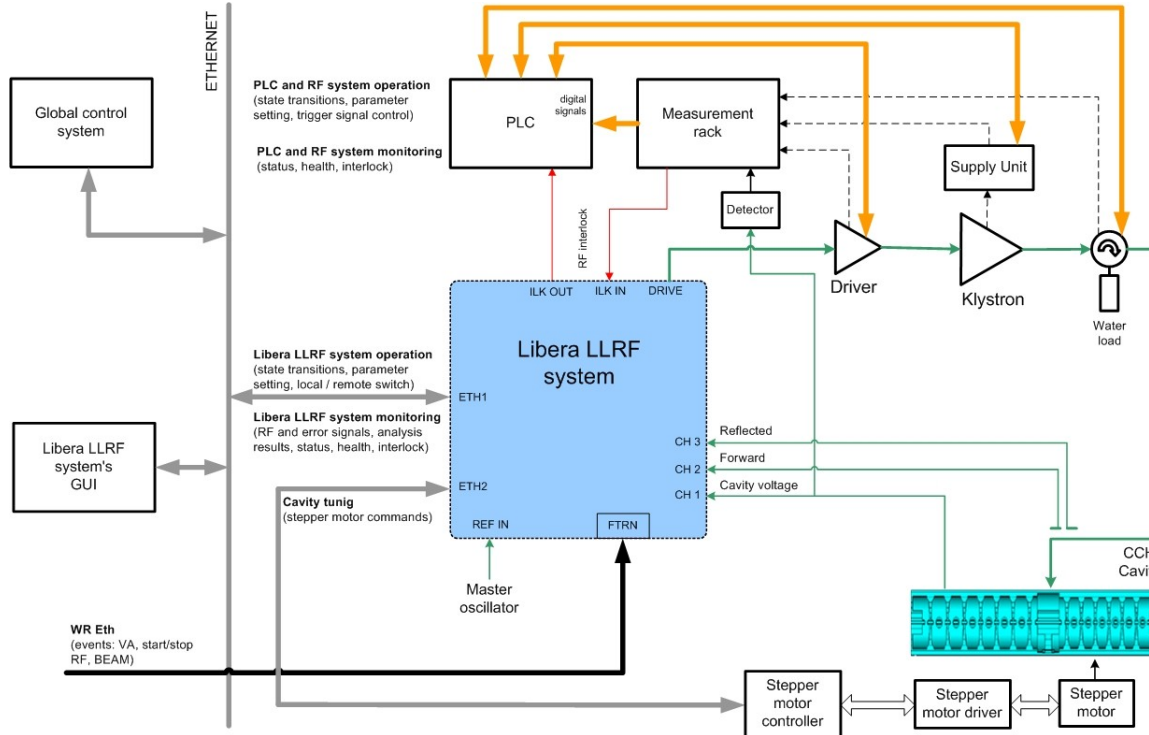 ETHERNET
Global control
system
PLC and RF system operation
(state transitions, parameter
setting, trigger signal control)
PLC and RF system monitoring
(status, health, interlock)
PLC
digital
signals
Measurement
rack
Supply Unit
Detector
RF interlock
Driver
Klystron
Water
load
ILK OUT
ILK IN
DRIVE
Libera LLRF
system
Libera LLRF system operation
(state transitions, parameter
setting, local / remote switch)
ETH1
Libera LLRF system monitoring
(RF and error signals, analysis
results, status, health, interlock)
Libera LLRF
system's
GUI
CH 3
Reflected
CH 2
Forward
CH 1
Cavity voltage
ETH2
Cavity tunig
(stepper motor commands)
REF IN
FTRN
Master
oscillator
CCH
Cavit
WR Eth
(events: VA, start/stop
RF, BEAM)
Stepper
motor
controller
Stepper
motor driver
Stepper
motor